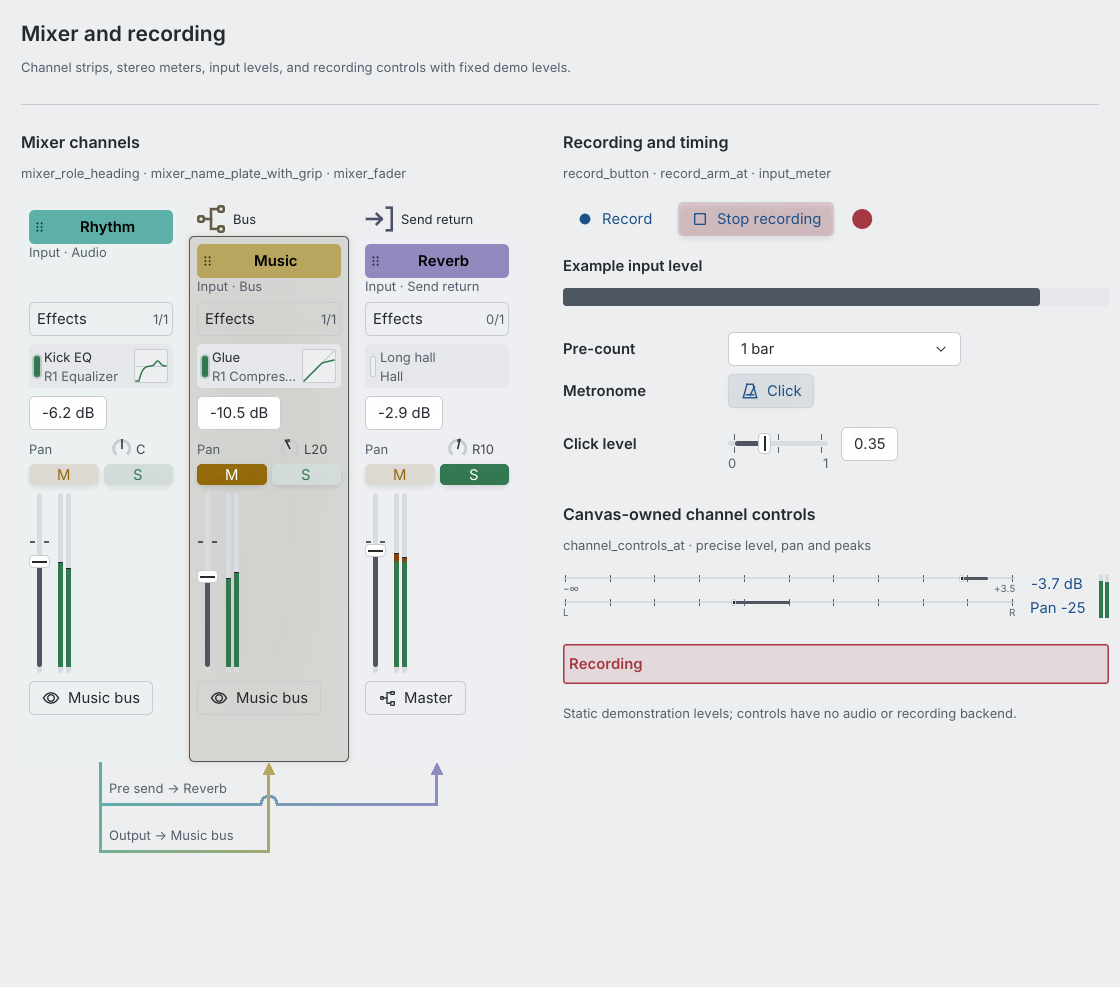 Mixer and recording
Channel strips, stereo meters, input levels, and recording controls with fixed demo levels.
Mixer channels
mixer_role_heading · mixer_name_plate_with_grip · mixer_fader
Rhythm
Input · Audio
Effects 1/1
Kick EQ
R1 Equalizer
-6.2 dB
Pan C
M S
Music bus
Bus
Music
Input · Bus
Effects 1/1
Glue
R1 Compres...
-10.5 dB
Pan L20
M S
Music bus
Send return
Reverb
Input · Send return
Effects 0/1
Long hall
Hall
-2.9 dB
Pan R10
M S
Master
Pre send → Reverb
Output → Music bus
Recording and timing
record_button · record_arm_at · input_meter
Record Stop recording
Example input level
Pre-count 1 bar
Metronome Click
Click level 0.35
0 1
Canvas-owned channel controls
channel_controls_at · precise level, pan and peaks
−∞ +3.5 -3.7 dB
L R Pan -25
Recording
Static demonstration levels; controls have no audio or recording backend.